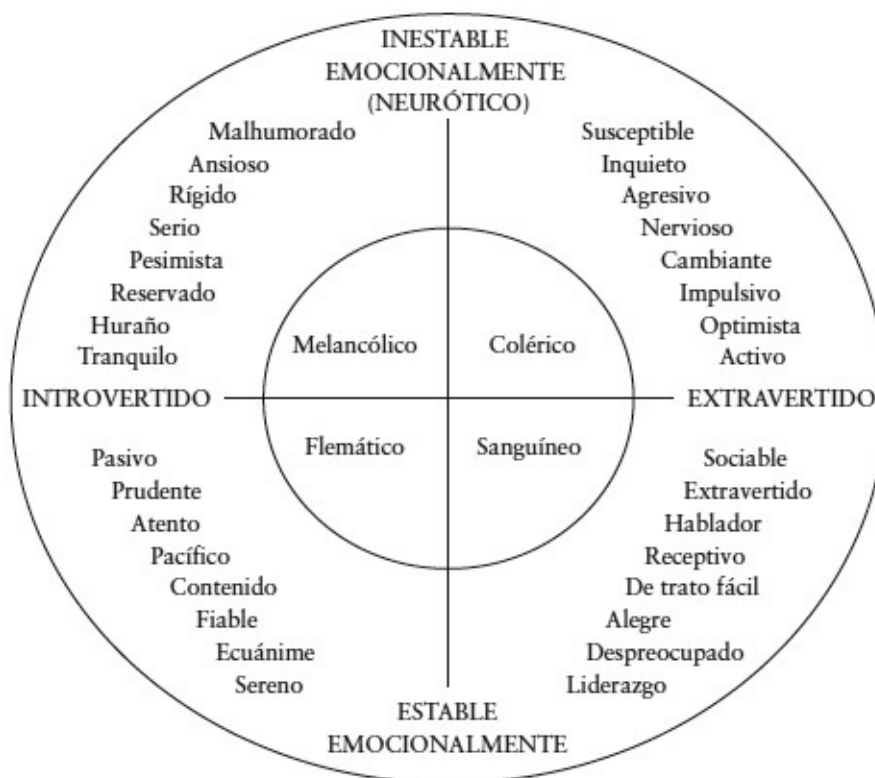 INESTABLE
EMOCIONALMENTE
(NEURÓTICO)
Malhumorado
Ansioso
Rígido
Serio
Pesimista
Reservado
Huraño
Tranquilo
Susceptible
Inquieto
Agresivo
Nervioso
Cambiante
Impulsivo
Optimista
Activo
Melancólico
Colérico
INTROVERTIDO
EXTRAVERTIDO
Flemático
Sanguíneo
Pasivo
Prudente
Atento
Pacífico
Contenido
Fiable
Ecuánime
Sereno
Sociable
Extravertido
Hablador
Receptivo
De trato fácil
Alegre
Despreocupado
Liderazgo
ESTABLE
EMOCIONALMENTE